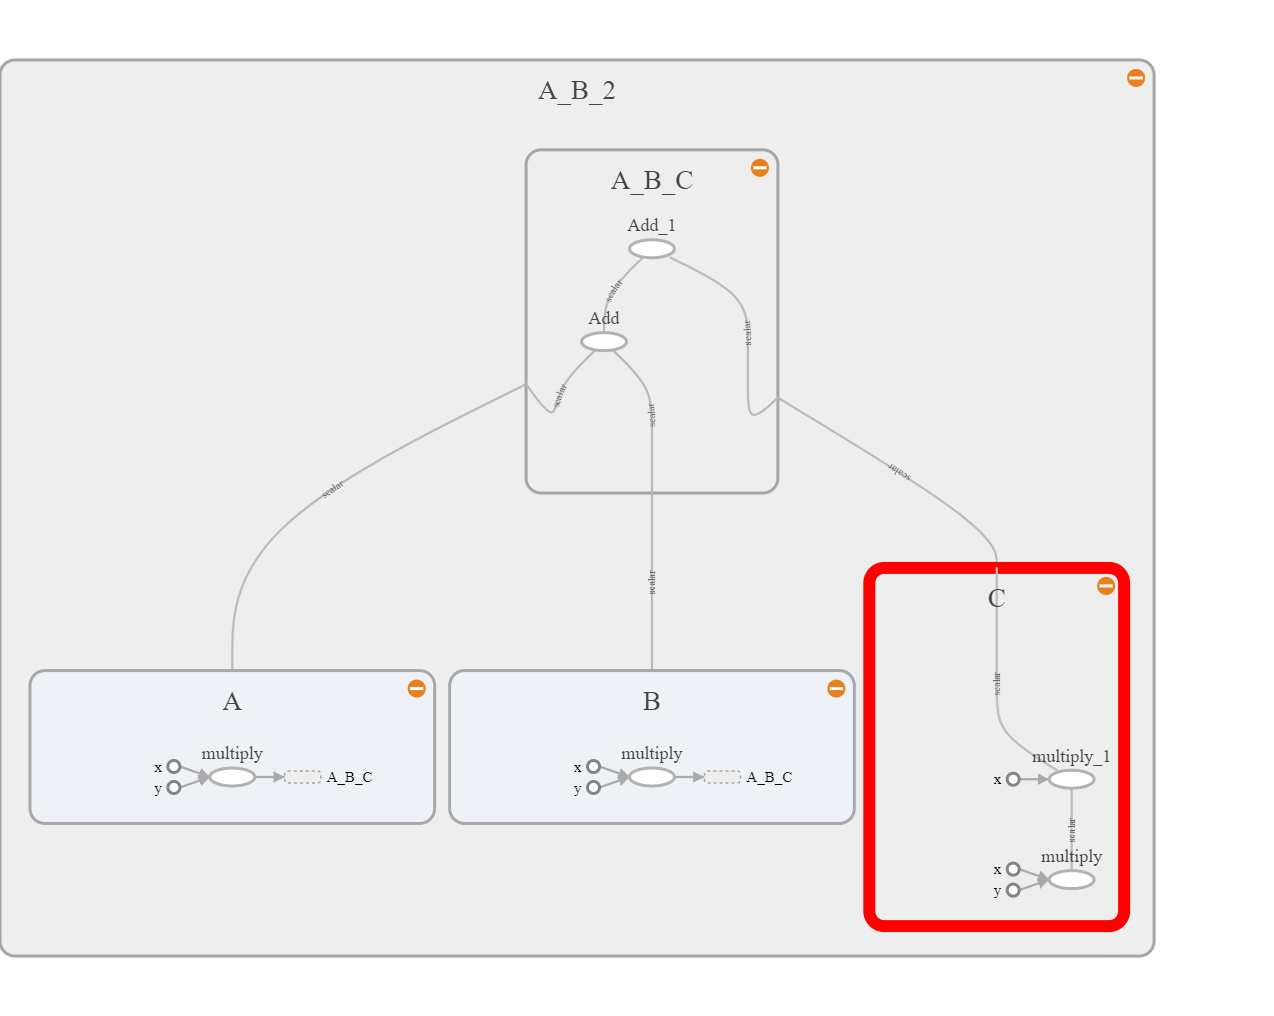 A_B_2
A_B_C
Add_1
scalar
Add
scalar
scalar
scalar
scalar
scalar
scalar
C
scalar
A
B
multiply
x
y
A_B_C
multiply
x
y
A_B_C
multiply_1
x
scalar
multiply
x
y